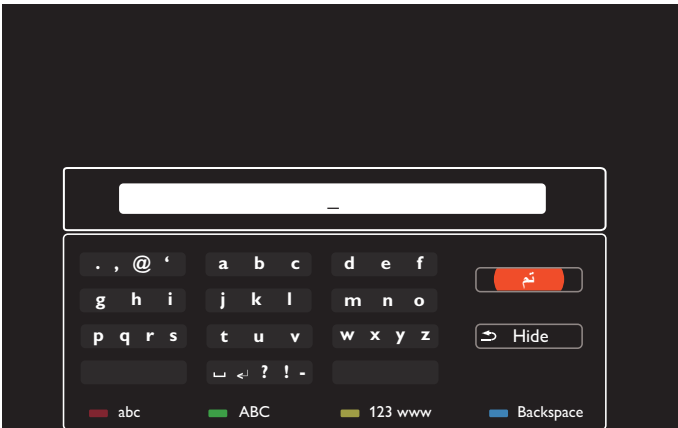 _
. , @ ‘ a b c d e f
تم
g h i j k l m n o
p q r s t u v w x y z
Hide
␣ ↲ ? ! -
abc ABC 123 www Backspace